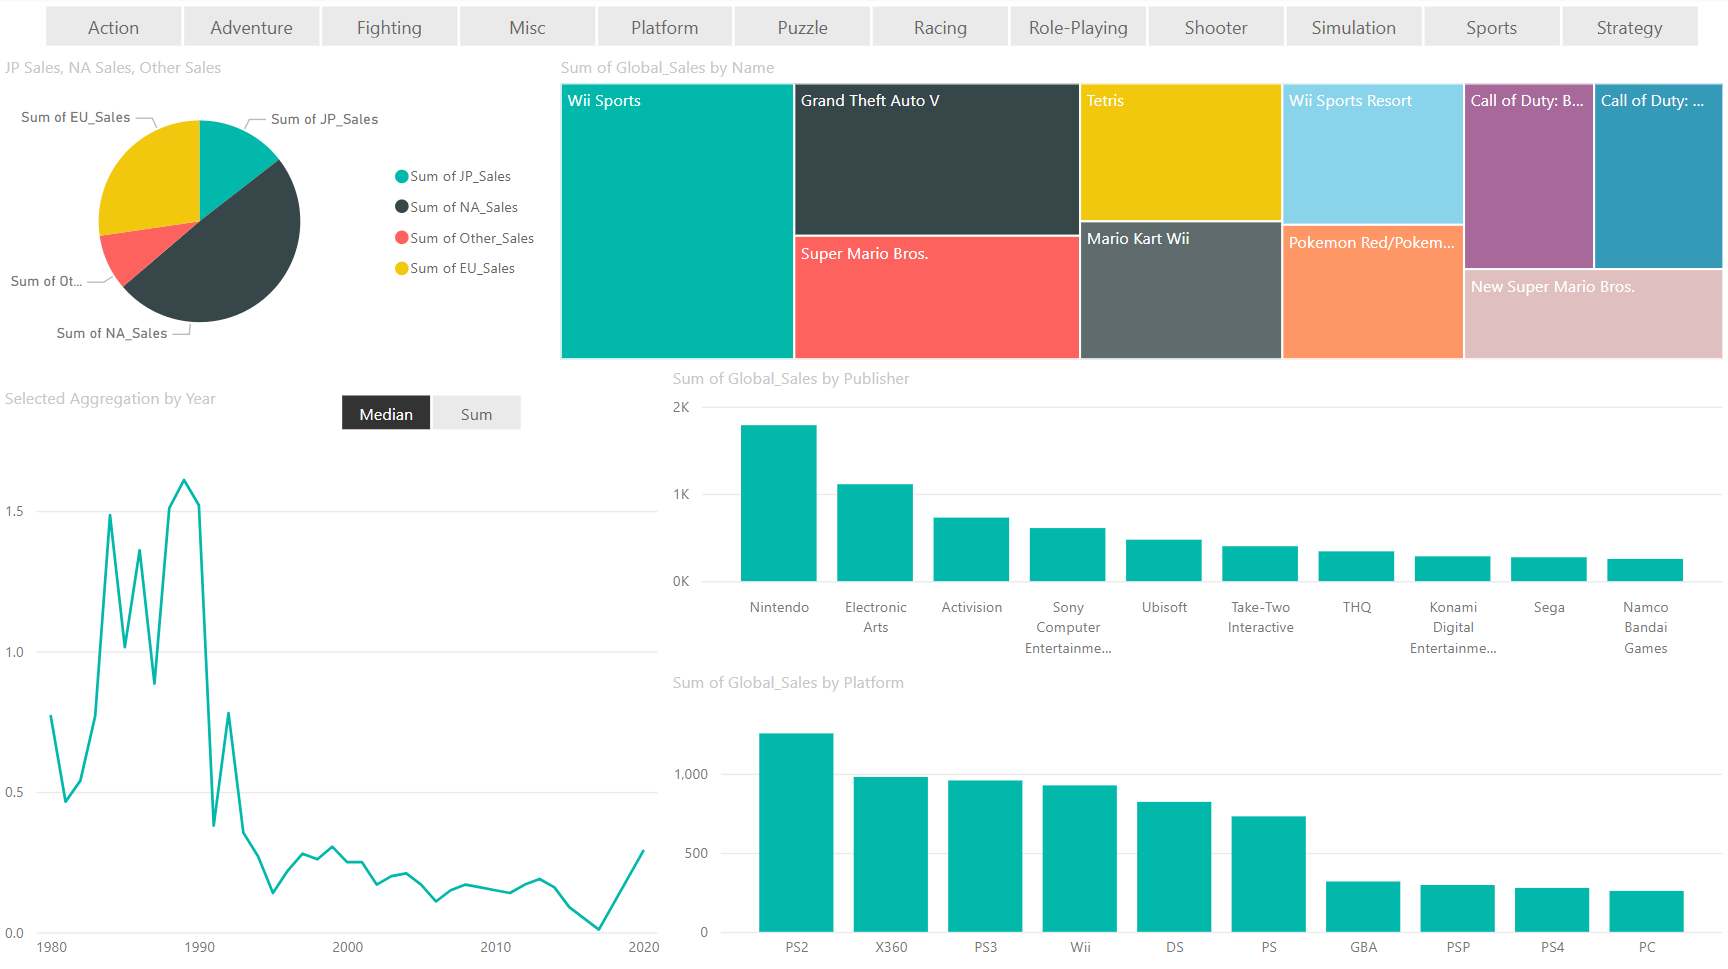 Action Adventure Fighting Misc Platform Puzzle Racing Role-Playing Shooter Simulation Sports Strategy
JP Sales, NA Sales, Other Sales
Sum of EU_Sales
Sum of JP_Sales
Sum of Ot...
Sum of NA_Sales
Sum of JP_Sales
Sum of NA_Sales
Sum of Other_Sales
Sum of EU_Sales
Sum of Global_Sales by Name
Wii Sports
Grand Theft Auto V
Super Mario Bros.
Tetris
Mario Kart Wii
Wii Sports Resort
Pokemon Red/Pokem...
Call of Duty: B...
Call of Duty: ...
New Super Mario Bros.
Selected Aggregation by Year
Median Sum
1.5
1.0
0.5
0.0
1980 1990 2000 2010 2020
Sum of Global_Sales by Publisher
2K
1K
0K
Nintendo
Electronic
Arts
Activision
Sony
Computer
Entertainme...
Ubisoft
Take-Two
Interactive
THQ
Konami
Digital
Entertainme...
Sega
Namco
Bandai
Games
Sum of Global_Sales by Platform
1,000
500
0
PS2 X360 PS3 Wii DS PS GBA PSP PS4 PC